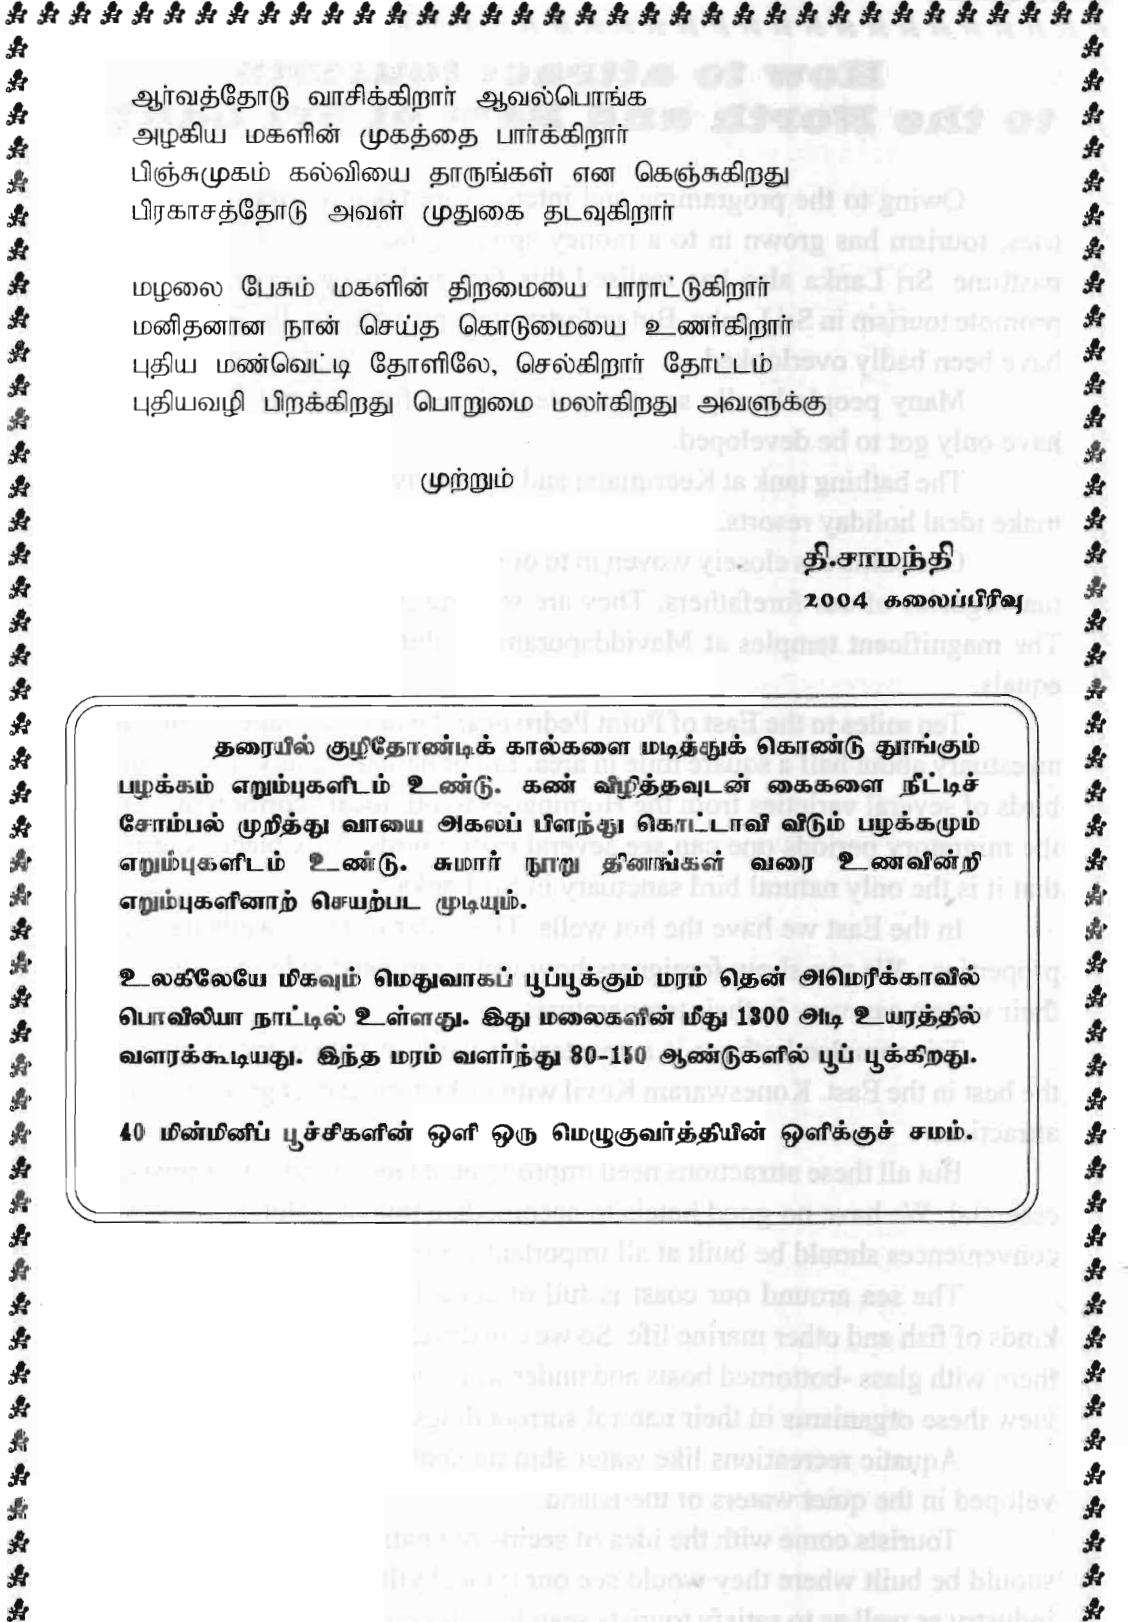 ஆர்வத்தோடு வாசிக்கிறார் ஆவல்பொங்க
அழகிய மகளின் முகத்தை பார்க்கிறார்
பிஞ்சுமுகம் கல்வியை தாருங்கள் என கெஞ்சுகிறது
பிரகாசத்தோடு அவள் முதுகை தடவுகிறார்
மழலை பேசும் மகளின் திறமையை பாராட்டுகிறார்
மனிதனான நான் செய்த கொடுமையை உணர்கிறார்
புதிய மண்வெட்டி தோளிலே, செல்கிறார் தோட்டம்
புதியவழி பிறக்கிறது பொறுமை மலர்கிறது அவளுக்கு
முற்றும்
தி.சாமந்தி
2004 கலைப்பிரிவு
தரையில் குழிதோண்டிக் கால்களை மடித்துக் கொண்டு தூங்கும்
பழக்கம் எறும்புகளிடம் உண்டு. கண் விழித்தவுடன் கைகளை நீட்டிச்
சோம்பல் முறித்து வாயை அகலப் பிளந்து கொட்டாவி விடும் பழக்கமும்
எறும்புகளிடம் உண்டு. சுமார் நூறு தினங்கள் வரை உணவின்றி
எறும்புகளினாற் செயற்பட முடியும்.
உலகிலேயே மிகவும் மெதுவாகப் பூப்பூக்கும் மரம் தென் அமெரிக்காவில்
பொவிலியா நாட்டில் உள்ளது. இது மலைகளின் மீது 1300 அடி உயரத்தில்
வளரக்கூடியது. இந்த மரம் வளர்ந்து 80-150 ஆண்டுகளில் பூப் பூக்கிறது.
40 மின்மினிப் பூச்சிகளின் ஒளி ஒரு மெழுகுவர்த்தியின் ஒளிக்குச் சமம்.